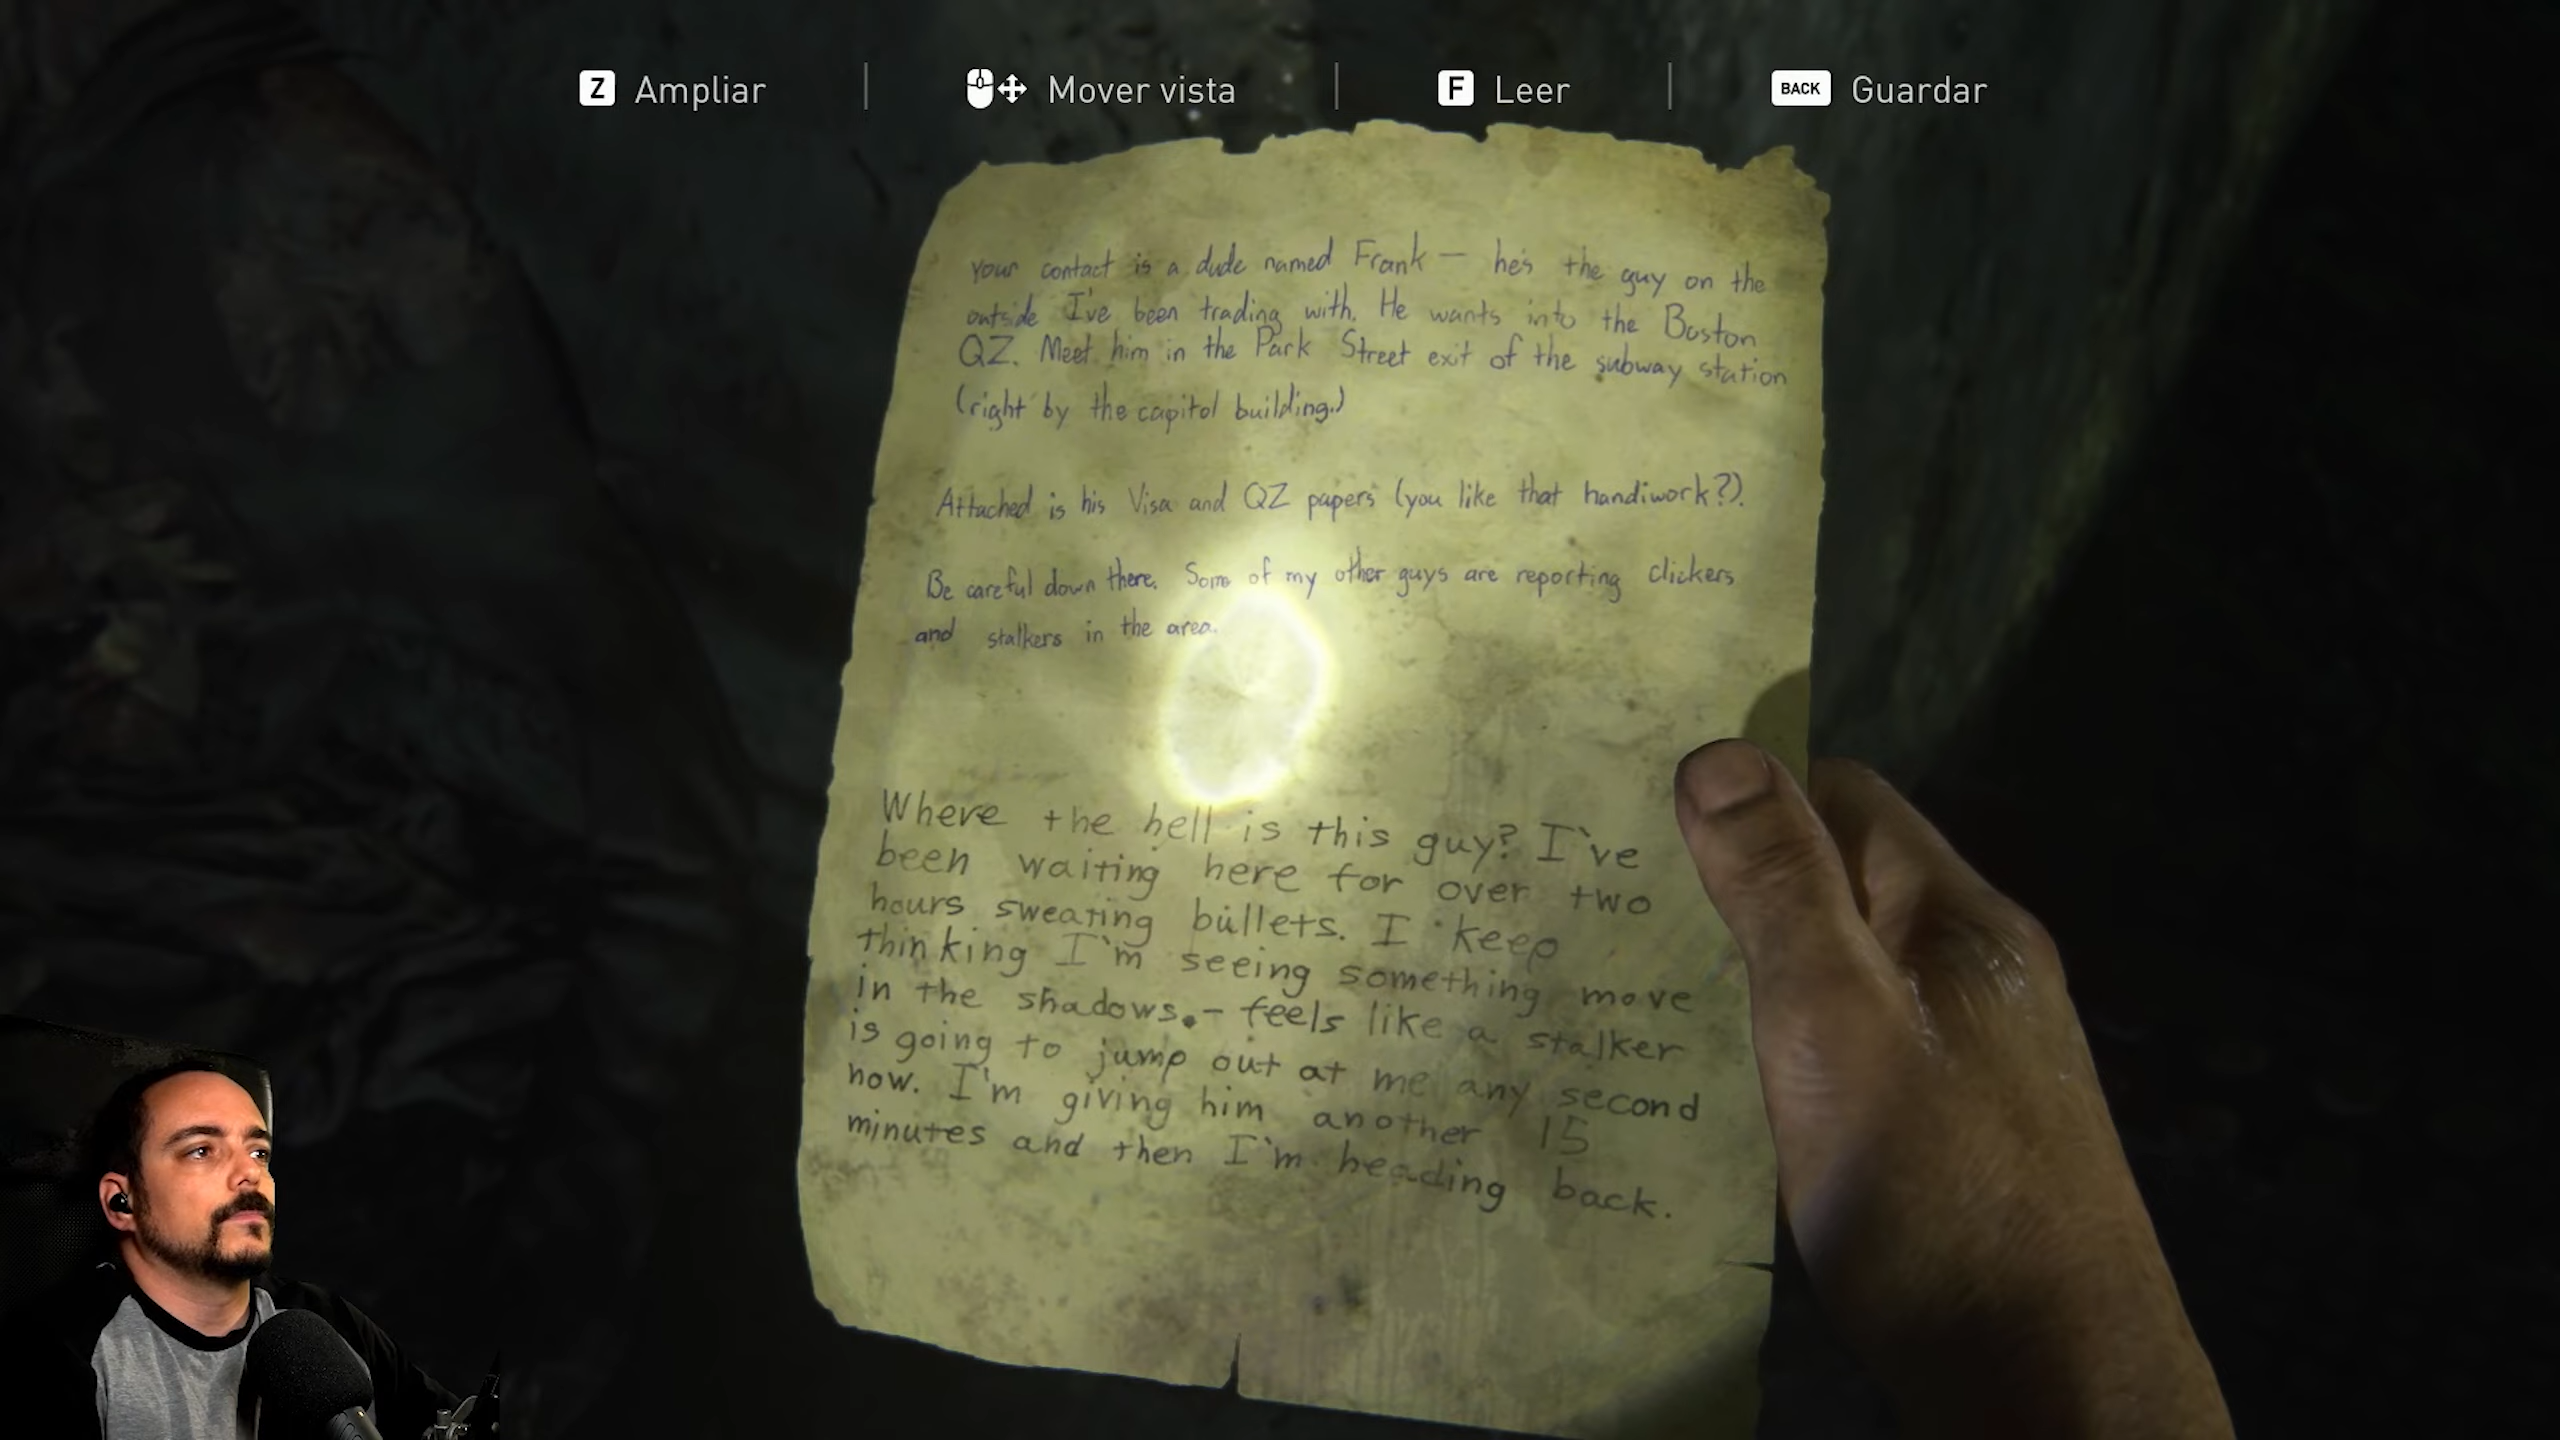 Z Ampliar | Mover vista | F Leer | BACK Guardar
Your contact is a dude named Frank — he's the guy on the
outside I've been trading with. He wants into the Boston
QZ. Meet him in the Park Street exit of the subway station
(right by the capitol building.)
Attached is his Visa and QZ papers (you like that handiwork?).
Be careful down there. Some of my other guys are reporting clickers
and stalkers in the area.
Where the hell is this guy? I've
been waiting here for over two
hours sweating bullets. I keep
thinking I'm seeing something move
in the shadows. - feels like a stalker
is going to jump out at me any second
now. I'm giving him another 15
minutes and then I'm heading back.